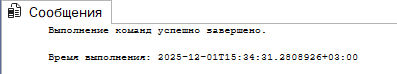 Сообщения
Выполнение команд успешно завершено.
Время выполнения: 2025-12-01T15:34:31.2808926+03:00